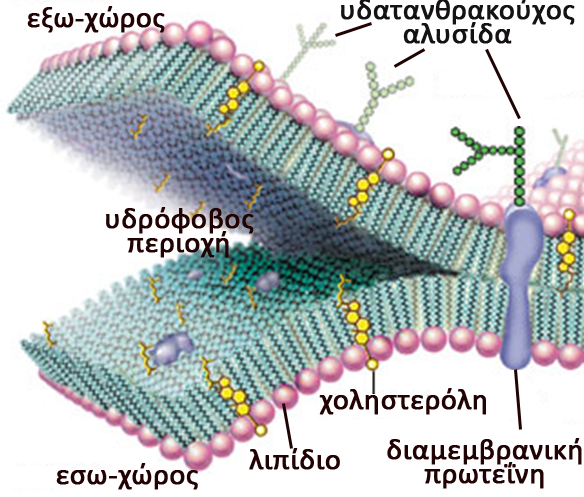 εξω-χώρος
υδατανθρακούχος
αλυσίδα
υδρόφοβος
περιοχή
χοληστερόλη
λιπίδιο
διαμεμβρανική
πρωτεΐνη
εσω-χώρος